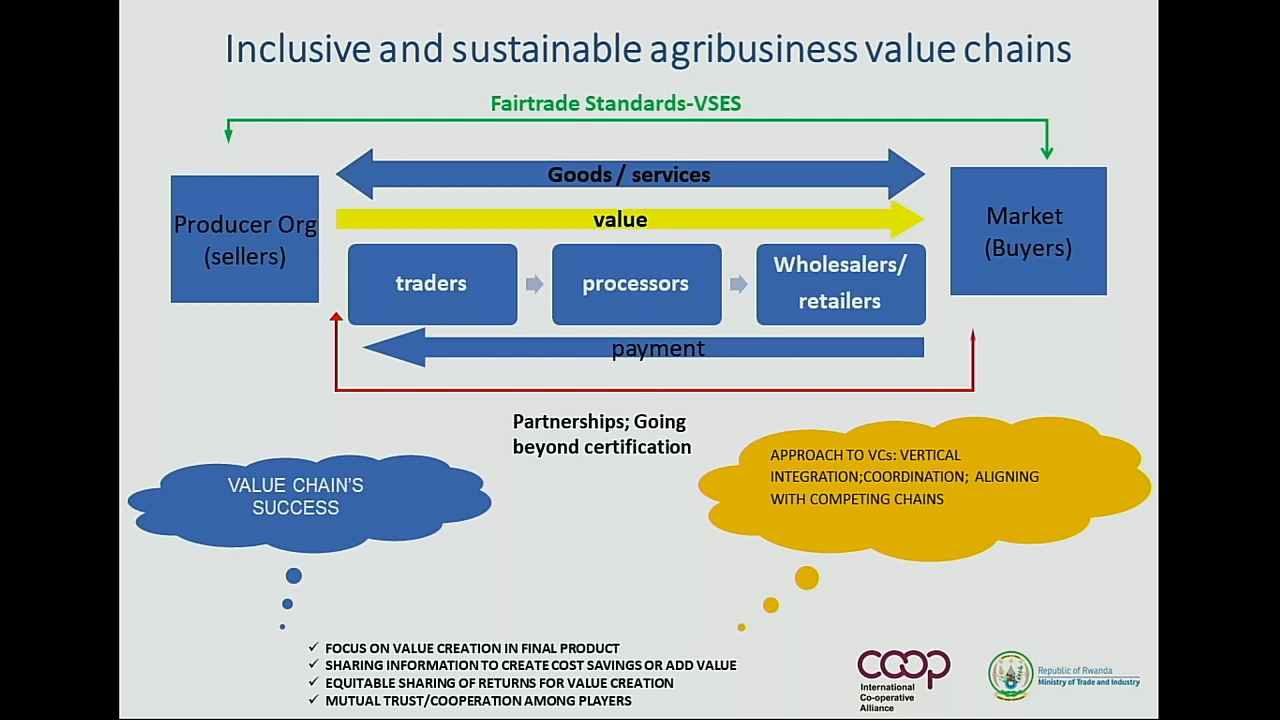 Inclusive and sustainable agribusiness value chains
Fairtrade Standards-VSES
Goods / services
Producer Org
(sellers)
value
Market
(Buyers)
traders
processors
Wholesalers/
retailers
payment
Partnerships; Going
beyond certification
VALUE CHAIN'S
SUCCESS
APPROACH TO VCs: VERTICAL
INTEGRATION;COORDINATION; ALIGNING
WITH COMPETING CHAINS
✓ FOCUS ON VALUE CREATION IN FINAL PRODUCT
✓ SHARING INFORMATION TO CREATE COST SAVINGS OR ADD VALUE
✓ EQUITABLE SHARING OF RETURNS FOR VALUE CREATION
✓ MUTUAL TRUST/COOPERATION AMONG PLAYERS
coop
International
Co-operative
Alliance
Republic of Rwanda
Ministry of Trade and Industry